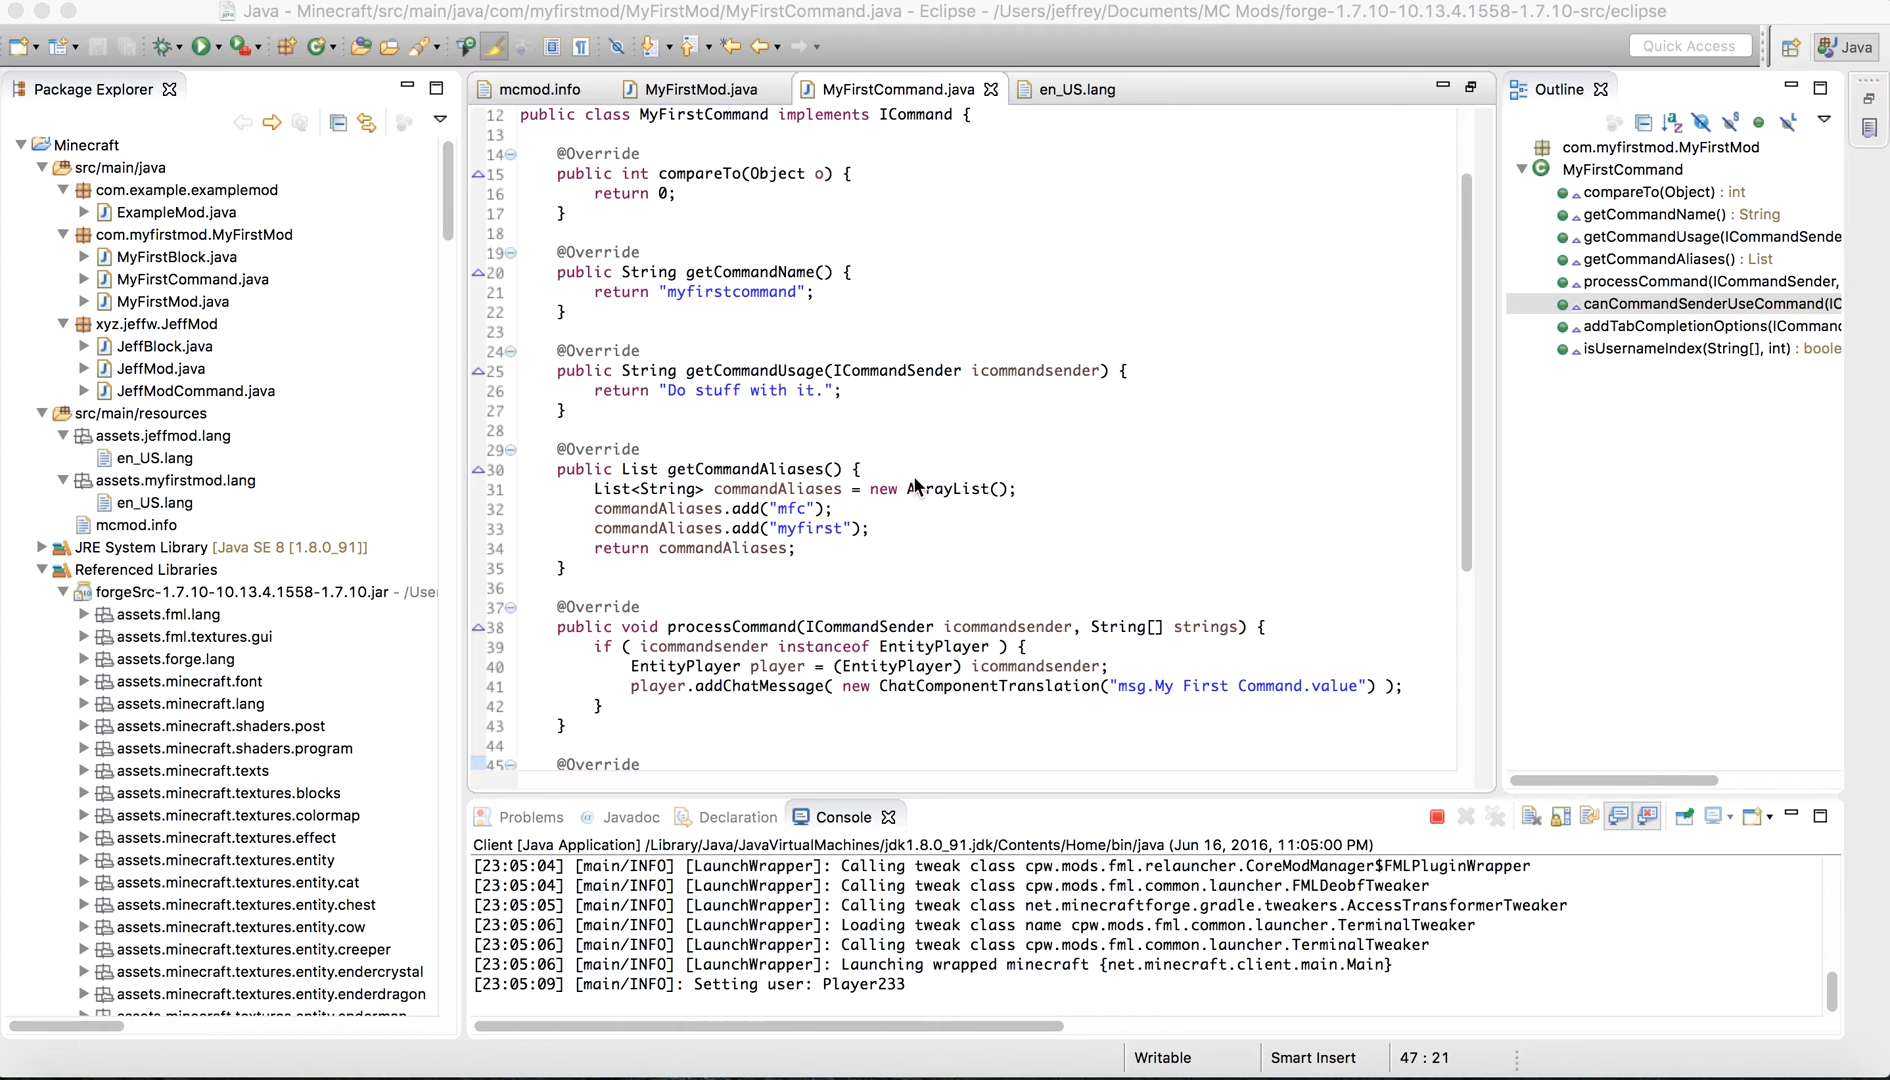 Java - Minecraft/src/main/java/com/myfirstmod/MyFirstMod/MyFirstCommand.java - Eclipse - /Users/jeffrey/Documents/MC Mods/forge-1.7.10-10.13.4.1558-1.7.10-src/eclipse
Quick Access
Java
Package Explorer
Minecraft
src/main/java
com.example.examplemod
ExampleMod.java
com.myfirstmod.MyFirstMod
MyFirstBlock.java
MyFirstCommand.java
MyFirstMod.java
xyz.jeffw.JeffMod
JeffBlock.java
JeffMod.java
JeffModCommand.java
src/main/resources
assets.jeffmod.lang
en_US.lang
assets.myfirstmod.lang
en_US.lang
mcmod.info
JRE System Library [Java SE 8 [1.8.0_91]]
Referenced Libraries
forgeSrc-1.7.10-10.13.4.1558-1.7.10.jar - /User
assets.fml.lang
assets.fml.textures.gui
assets.forge.lang
assets.minecraft.font
assets.minecraft.lang
assets.minecraft.shaders.post
assets.minecraft.shaders.program
assets.minecraft.texts
assets.minecraft.textures.blocks
assets.minecraft.textures.colormap
assets.minecraft.textures.effect
assets.minecraft.textures.entity
assets.minecraft.textures.entity.cat
assets.minecraft.textures.entity.chest
assets.minecraft.textures.entity.cow
assets.minecraft.textures.entity.creeper
assets.minecraft.textures.entity.endercrystal
assets.minecraft.textures.entity.enderdragon
mcmod.info
MyFirstMod.java
MyFirstCommand.java
en_US.lang
12 public class MyFirstCommand implements ICommand {
13
14 @Override
15 public int compareTo(Object o) {
16 return 0;
17 }
18
19 @Override
20 public String getCommandName() {
21 return "myfirstcommand";
22 }
23
24 @Override
25 public String getCommandUsage(ICommandSender icommandsender) {
26 return "Do stuff with it.";
27 }
28
29 @Override
30 public List getCommandAliases() {
31 List<String> commandAliases = new ArrayList();
32 commandAliases.add("mfc");
33 commandAliases.add("myfirst");
34 return commandAliases;
35 }
36
37 @Override
38 public void processCommand(ICommandSender icommandsender, String[] strings) {
39 if ( icommandsender instanceof EntityPlayer ) {
40 EntityPlayer player = (EntityPlayer) icommandsender;
41 player.addChatMessage( new ChatComponentTranslation("msg.My First Command.value") );
42 }
43 }
44
45 @Override
Outline
com.myfirstmod.MyFirstMod
MyFirstCommand
compareTo(Object) : int
getCommandName() : String
getCommandUsage(ICommandSende
getCommandAliases() : List
processCommand(ICommandSender,
canCommandSenderUseCommand(IC
addTabCompletionOptions(IComman
isUsernameIndex(String[], int) : boole
Problems
@ Javadoc
Declaration
Console
Client [Java Application] /Library/Java/JavaVirtualMachines/jdk1.8.0_91.jdk/Contents/Home/bin/java (Jun 16, 2016, 11:05:00 PM)
[23:05:04] [main/INFO] [LaunchWrapper]: Calling tweak class cpw.mods.fml.relauncher.CoreModManager$FMLPluginWrapper
[23:05:04] [main/INFO] [LaunchWrapper]: Calling tweak class cpw.mods.fml.common.launcher.FMLDeobfTweaker
[23:05:05] [main/INFO] [LaunchWrapper]: Calling tweak class net.minecraftforge.gradle.tweakers.AccessTransformerTweaker
[23:05:06] [main/INFO] [LaunchWrapper]: Loading tweak class name cpw.mods.fml.common.launcher.TerminalTweaker
[23:05:06] [main/INFO] [LaunchWrapper]: Calling tweak class cpw.mods.fml.common.launcher.TerminalTweaker
[23:05:06] [main/INFO] [LaunchWrapper]: Launching wrapped minecraft {net.minecraft.client.main.Main}
[23:05:09] [main/INFO]: Setting user: Player233
Writable
Smart Insert
47 : 21